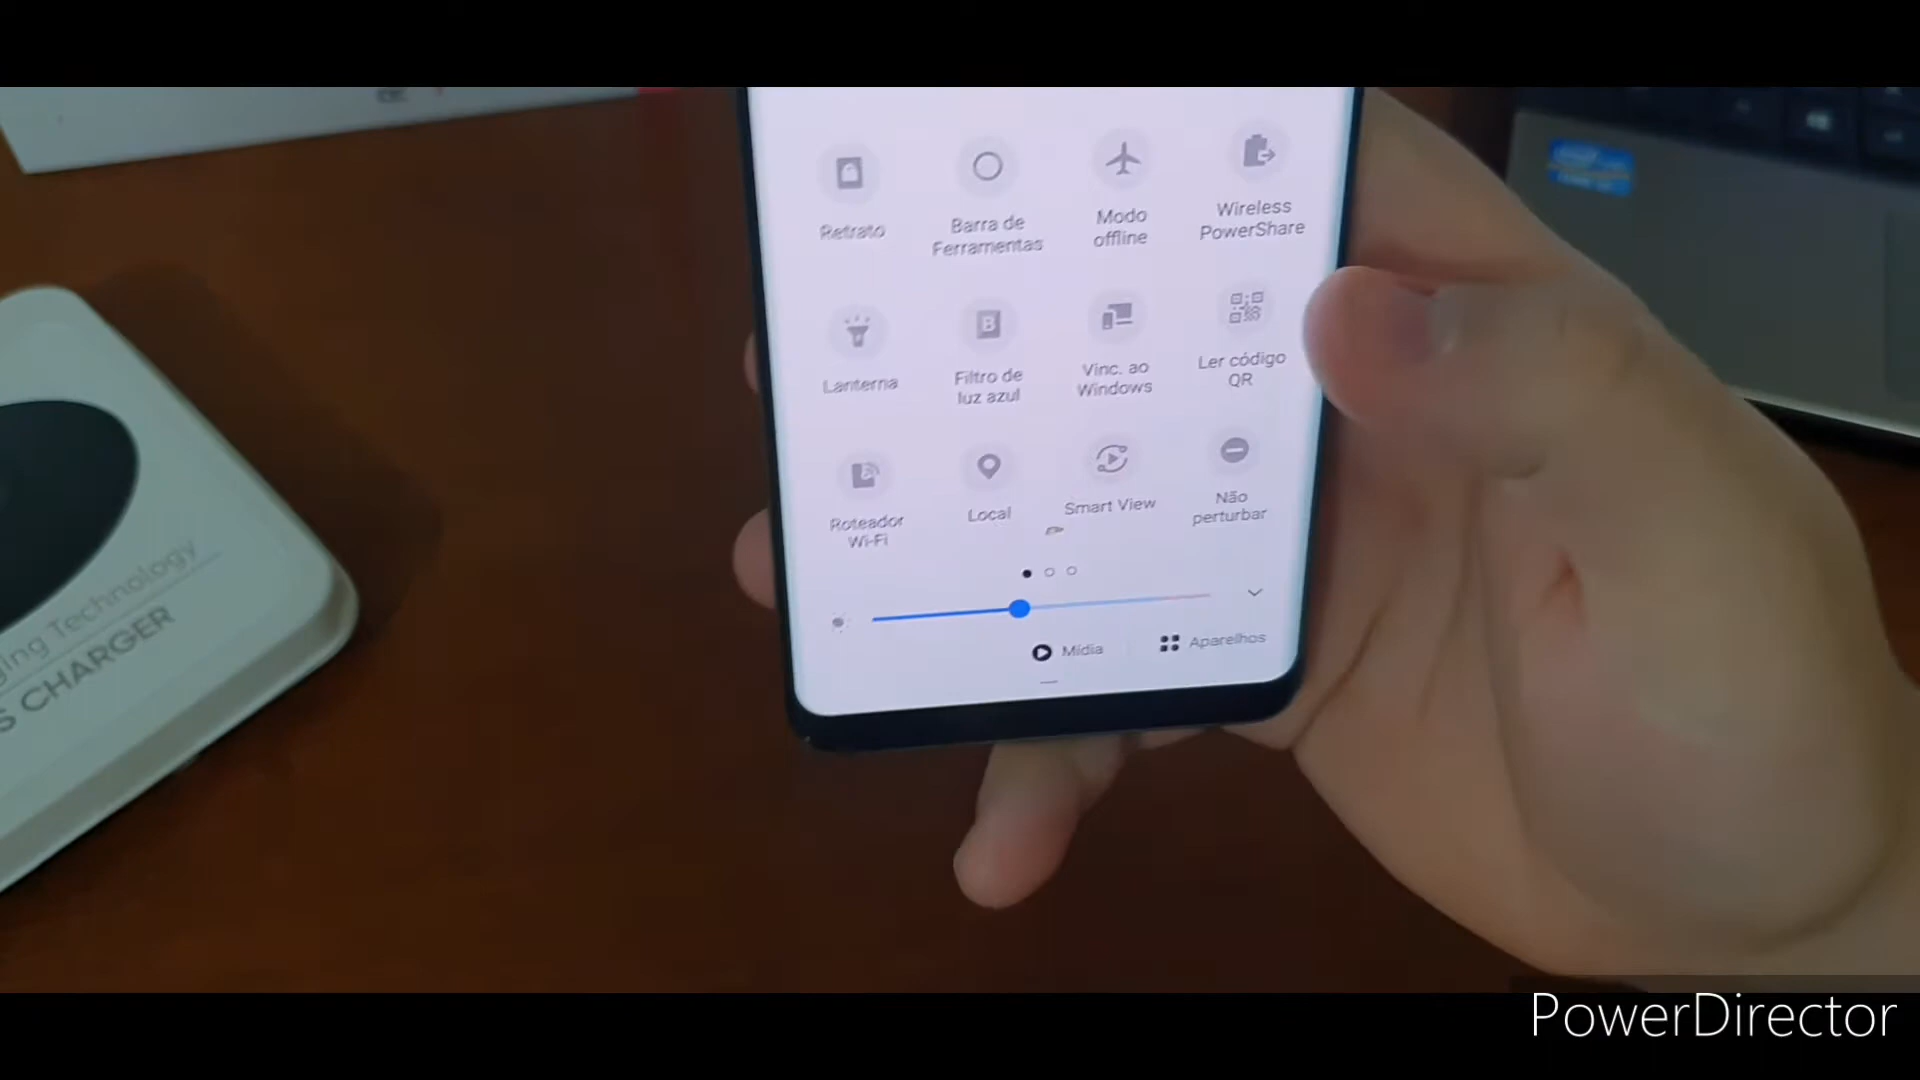 Retrato
Barra de
Ferramentas
Modo
offline
Wireless
PowerShare
Lanterna
Filtro de
luz azul
Vinc. ao
Windows
Ler código
QR
Roteador
Wi-Fi
Local
Smart View
Não
perturbar
Mídia
Aparelhos
ging Technology
S CHARGER
PowerDirector